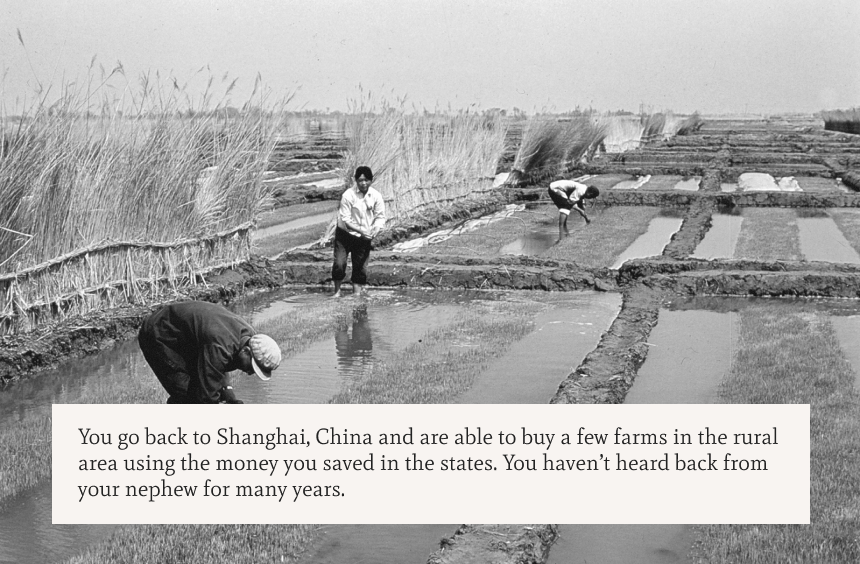 You go back to Shanghai, China and are able to buy a few farms in the rural
area using the money you saved in the states. You haven’t heard back from
your nephew for many years.